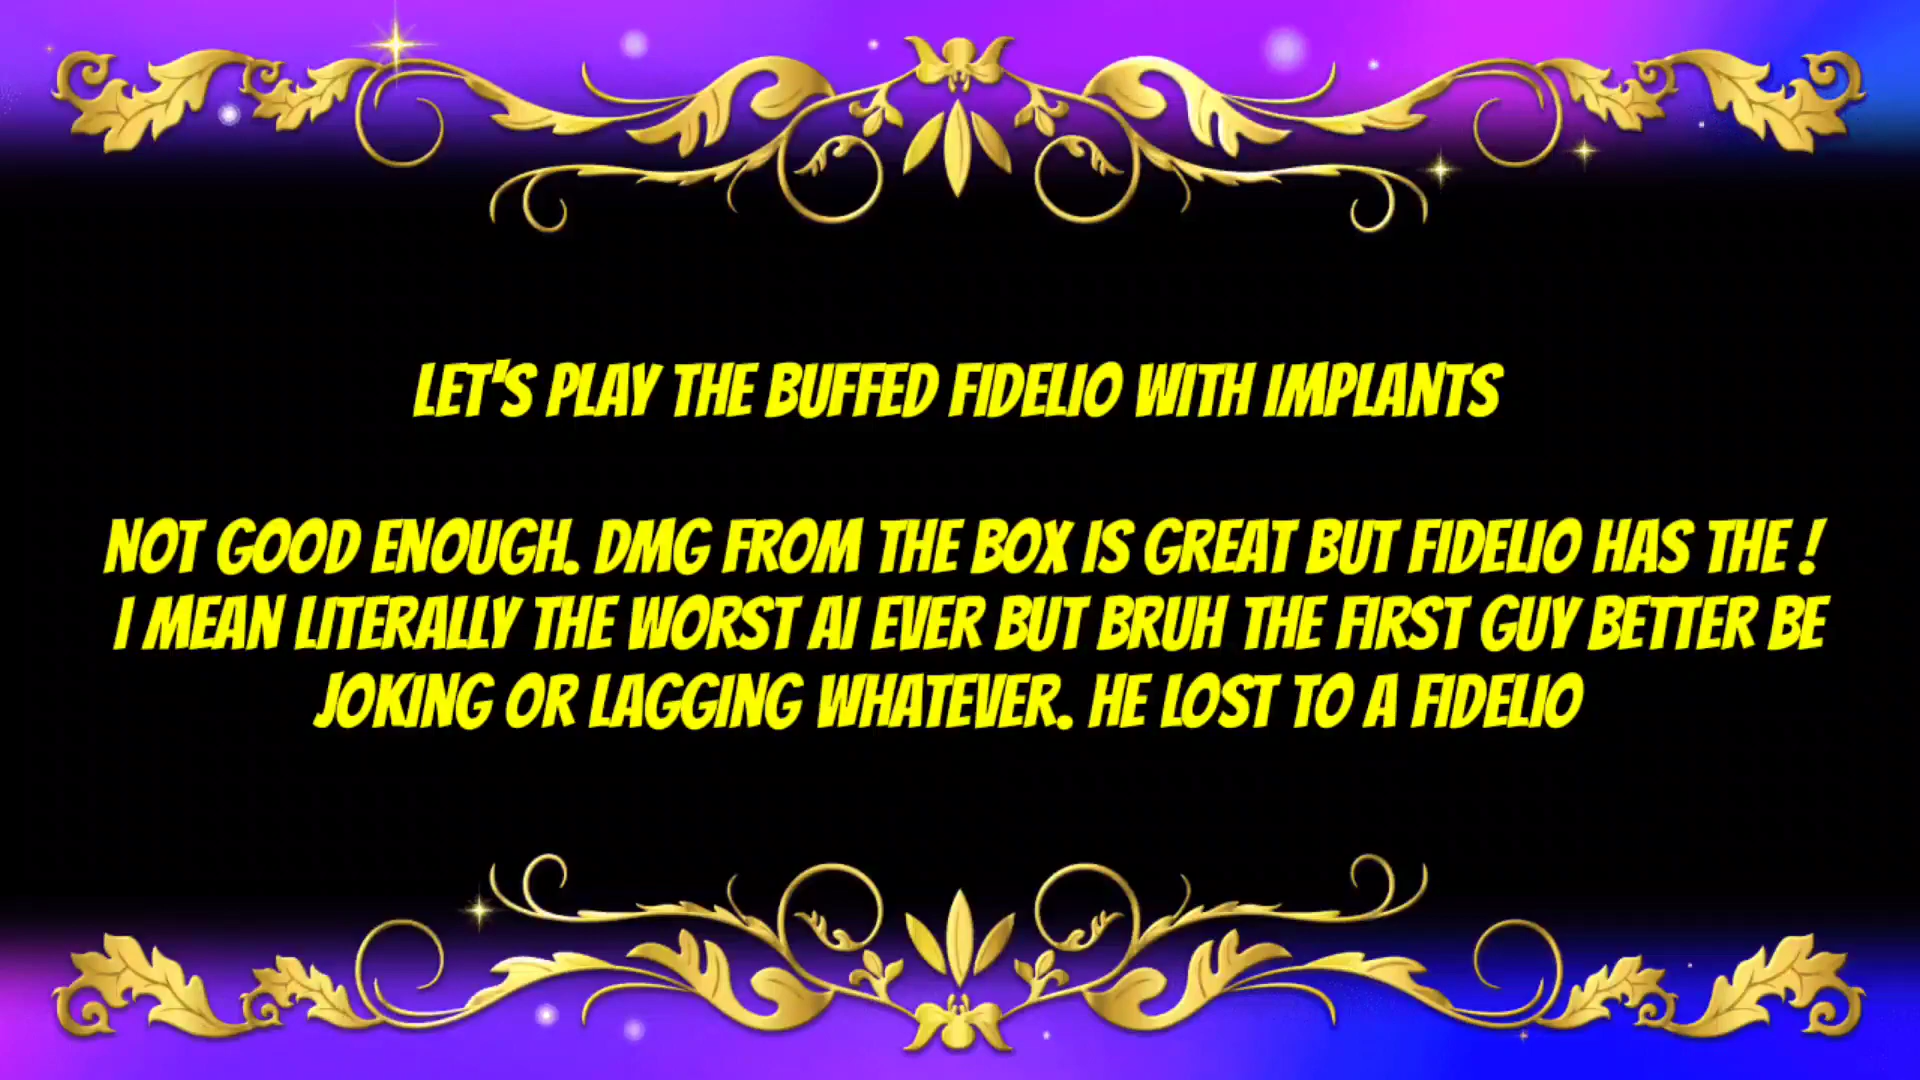 LET'S PLAY THE BUFFED FIDELIO WITH IMPLANTS
NOT GOOD ENOUGH. DMG FROM THE BOX IS GREAT BUT FIDELIO HAS THE !
I MEAN LITERALLY THE WORST AI EVER BUT BRUH THE FIRST GUY BETTER BE
JOKING OR LAGGING WHATEVER. HE LOST TO A FIDELIO